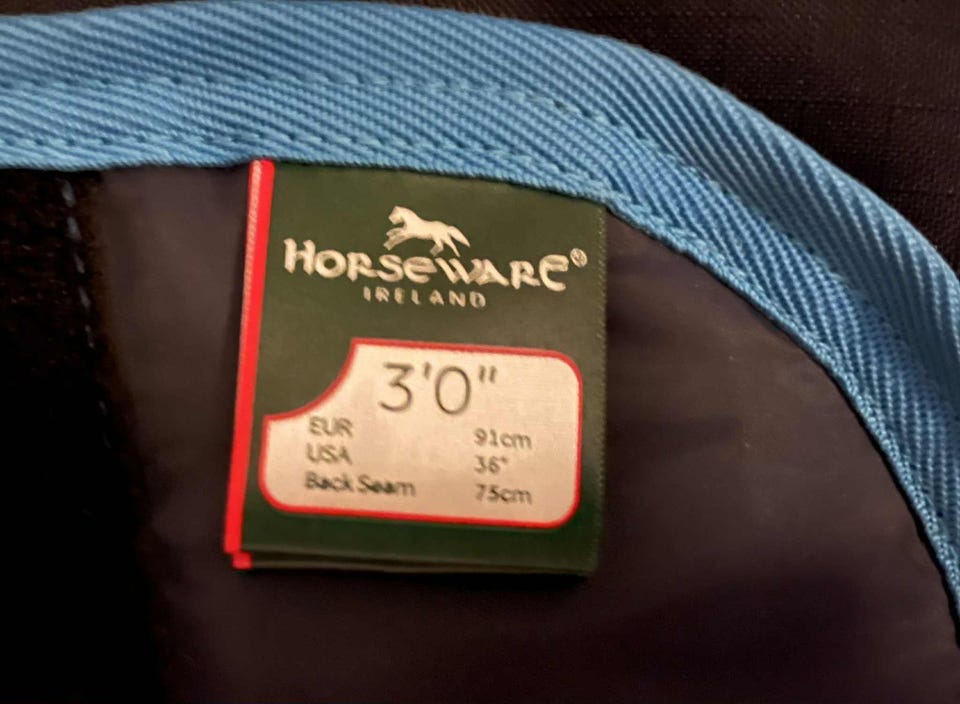 HORSEWARE®
IRELAND
3'0"
EUR 91cm
USA 36"
Back Seam 75cm